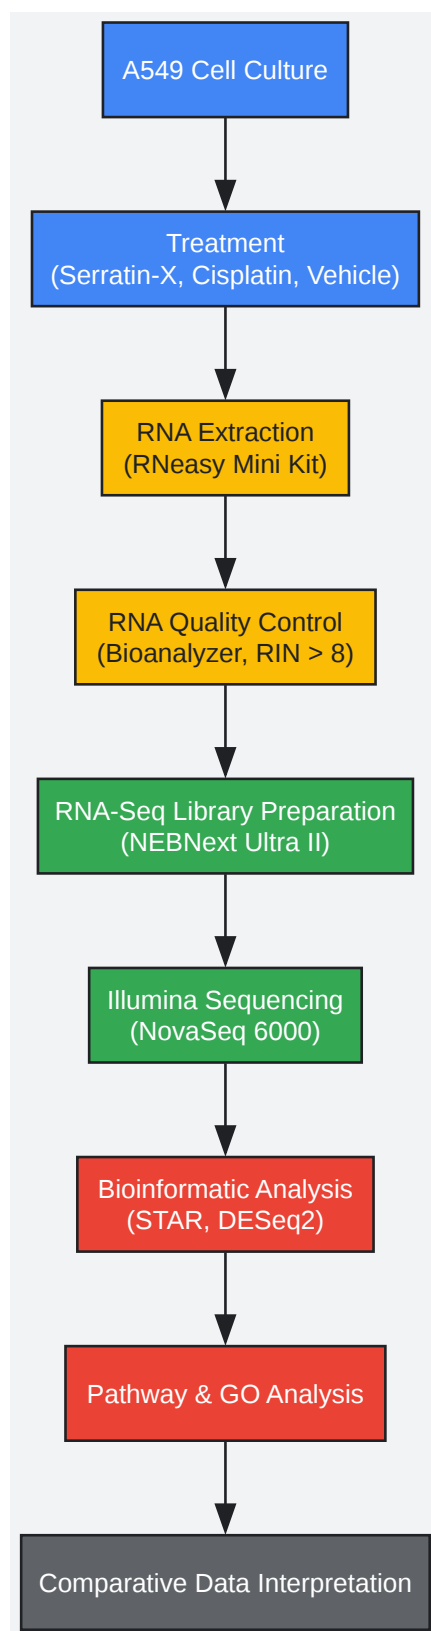 A549 Cell Culture
Treatment
(Serratin-X, Cisplatin, Vehicle)
RNA Extraction
(RNeasy Mini Kit)
RNA Quality Control
(Bioanalyzer, RIN > 8)
RNA-Seq Library Preparation
(NEBNext Ultra II)
Illumina Sequencing
(NovaSeq 6000)
Bioinformatic Analysis
(STAR, DESeq2)
Pathway & GO Analysis
Comparative Data Interpretation